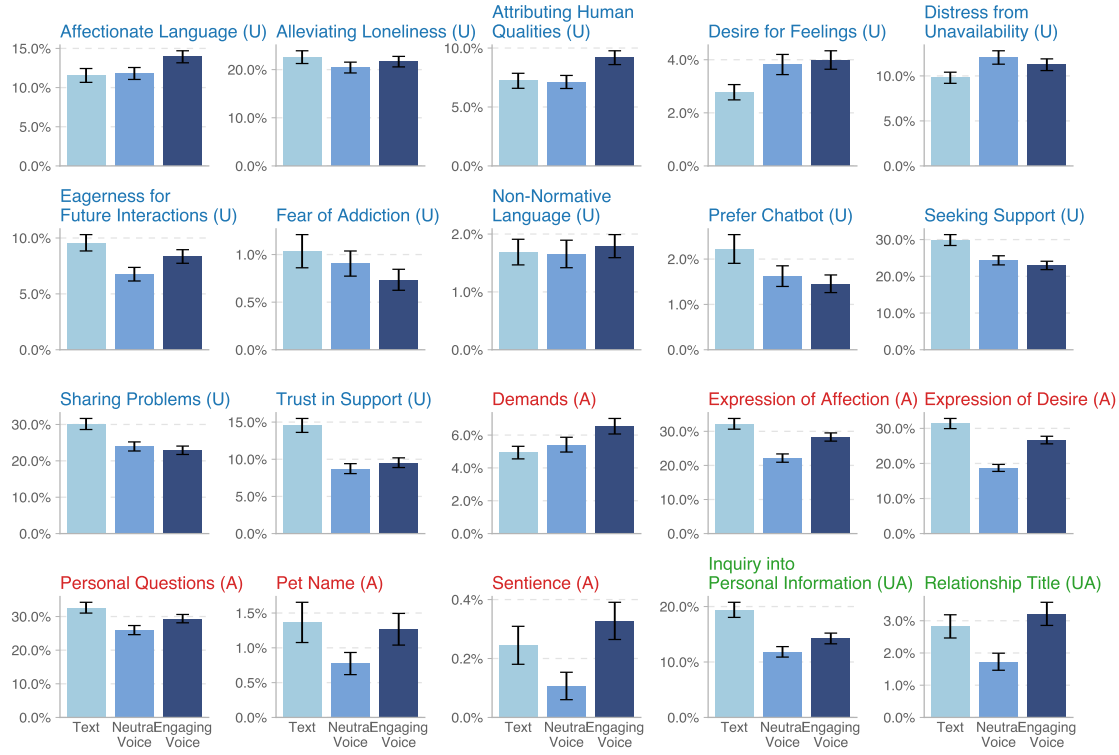 Affectionate Language (U)
15.0%
10.0%
5.0%
0.0%
Alleviating Loneliness (U)
20.0%
10.0%
0.0%
Attributing Human
Qualities (U)
10.0%
5.0%
0.0%
Desire for Feelings (U)
4.0%
2.0%
0.0%
Distress from
Unavailability (U)
10.0%
5.0%
0.0%
Eagerness for
Future Interactions (U)
10.0%
5.0%
0.0%
Fear of Addiction (U)
1.0%
0.5%
0.0%
Non-Normative
Language (U)
2.0%
1.0%
0.0%
Prefer Chatbot (U)
2.0%
1.0%
0.0%
Seeking Support (U)
30.0%
20.0%
10.0%
0.0%
Sharing Problems (U)
30.0%
20.0%
10.0%
0.0%
Trust in Support (U)
15.0%
10.0%
5.0%
0.0%
Demands (A)
6.0%
4.0%
2.0%
0.0%
Expression of Affection (A)
30.0%
20.0%
10.0%
0.0%
Expression of Desire (A)
30.0%
20.0%
10.0%
0.0%
Personal Questions (A)
30.0%
20.0%
10.0%
0.0%
Text
Neutra
Voice
Engaging
Voice
Pet Name (A)
1.5%
1.0%
0.5%
0.0%
Text
Neutra
Voice
Engaging
Voice
Sentience (A)
0.4%
0.2%
0.0%
Text
Neutra
Voice
Engaging
Voice
Inquiry into
Personal Information (UA)
20.0%
10.0%
0.0%
Text
Neutra
Voice
Engaging
Voice
Relationship Title (UA)
3.0%
2.0%
1.0%
0.0%
Text
Neutra
Voice
Engaging
Voice